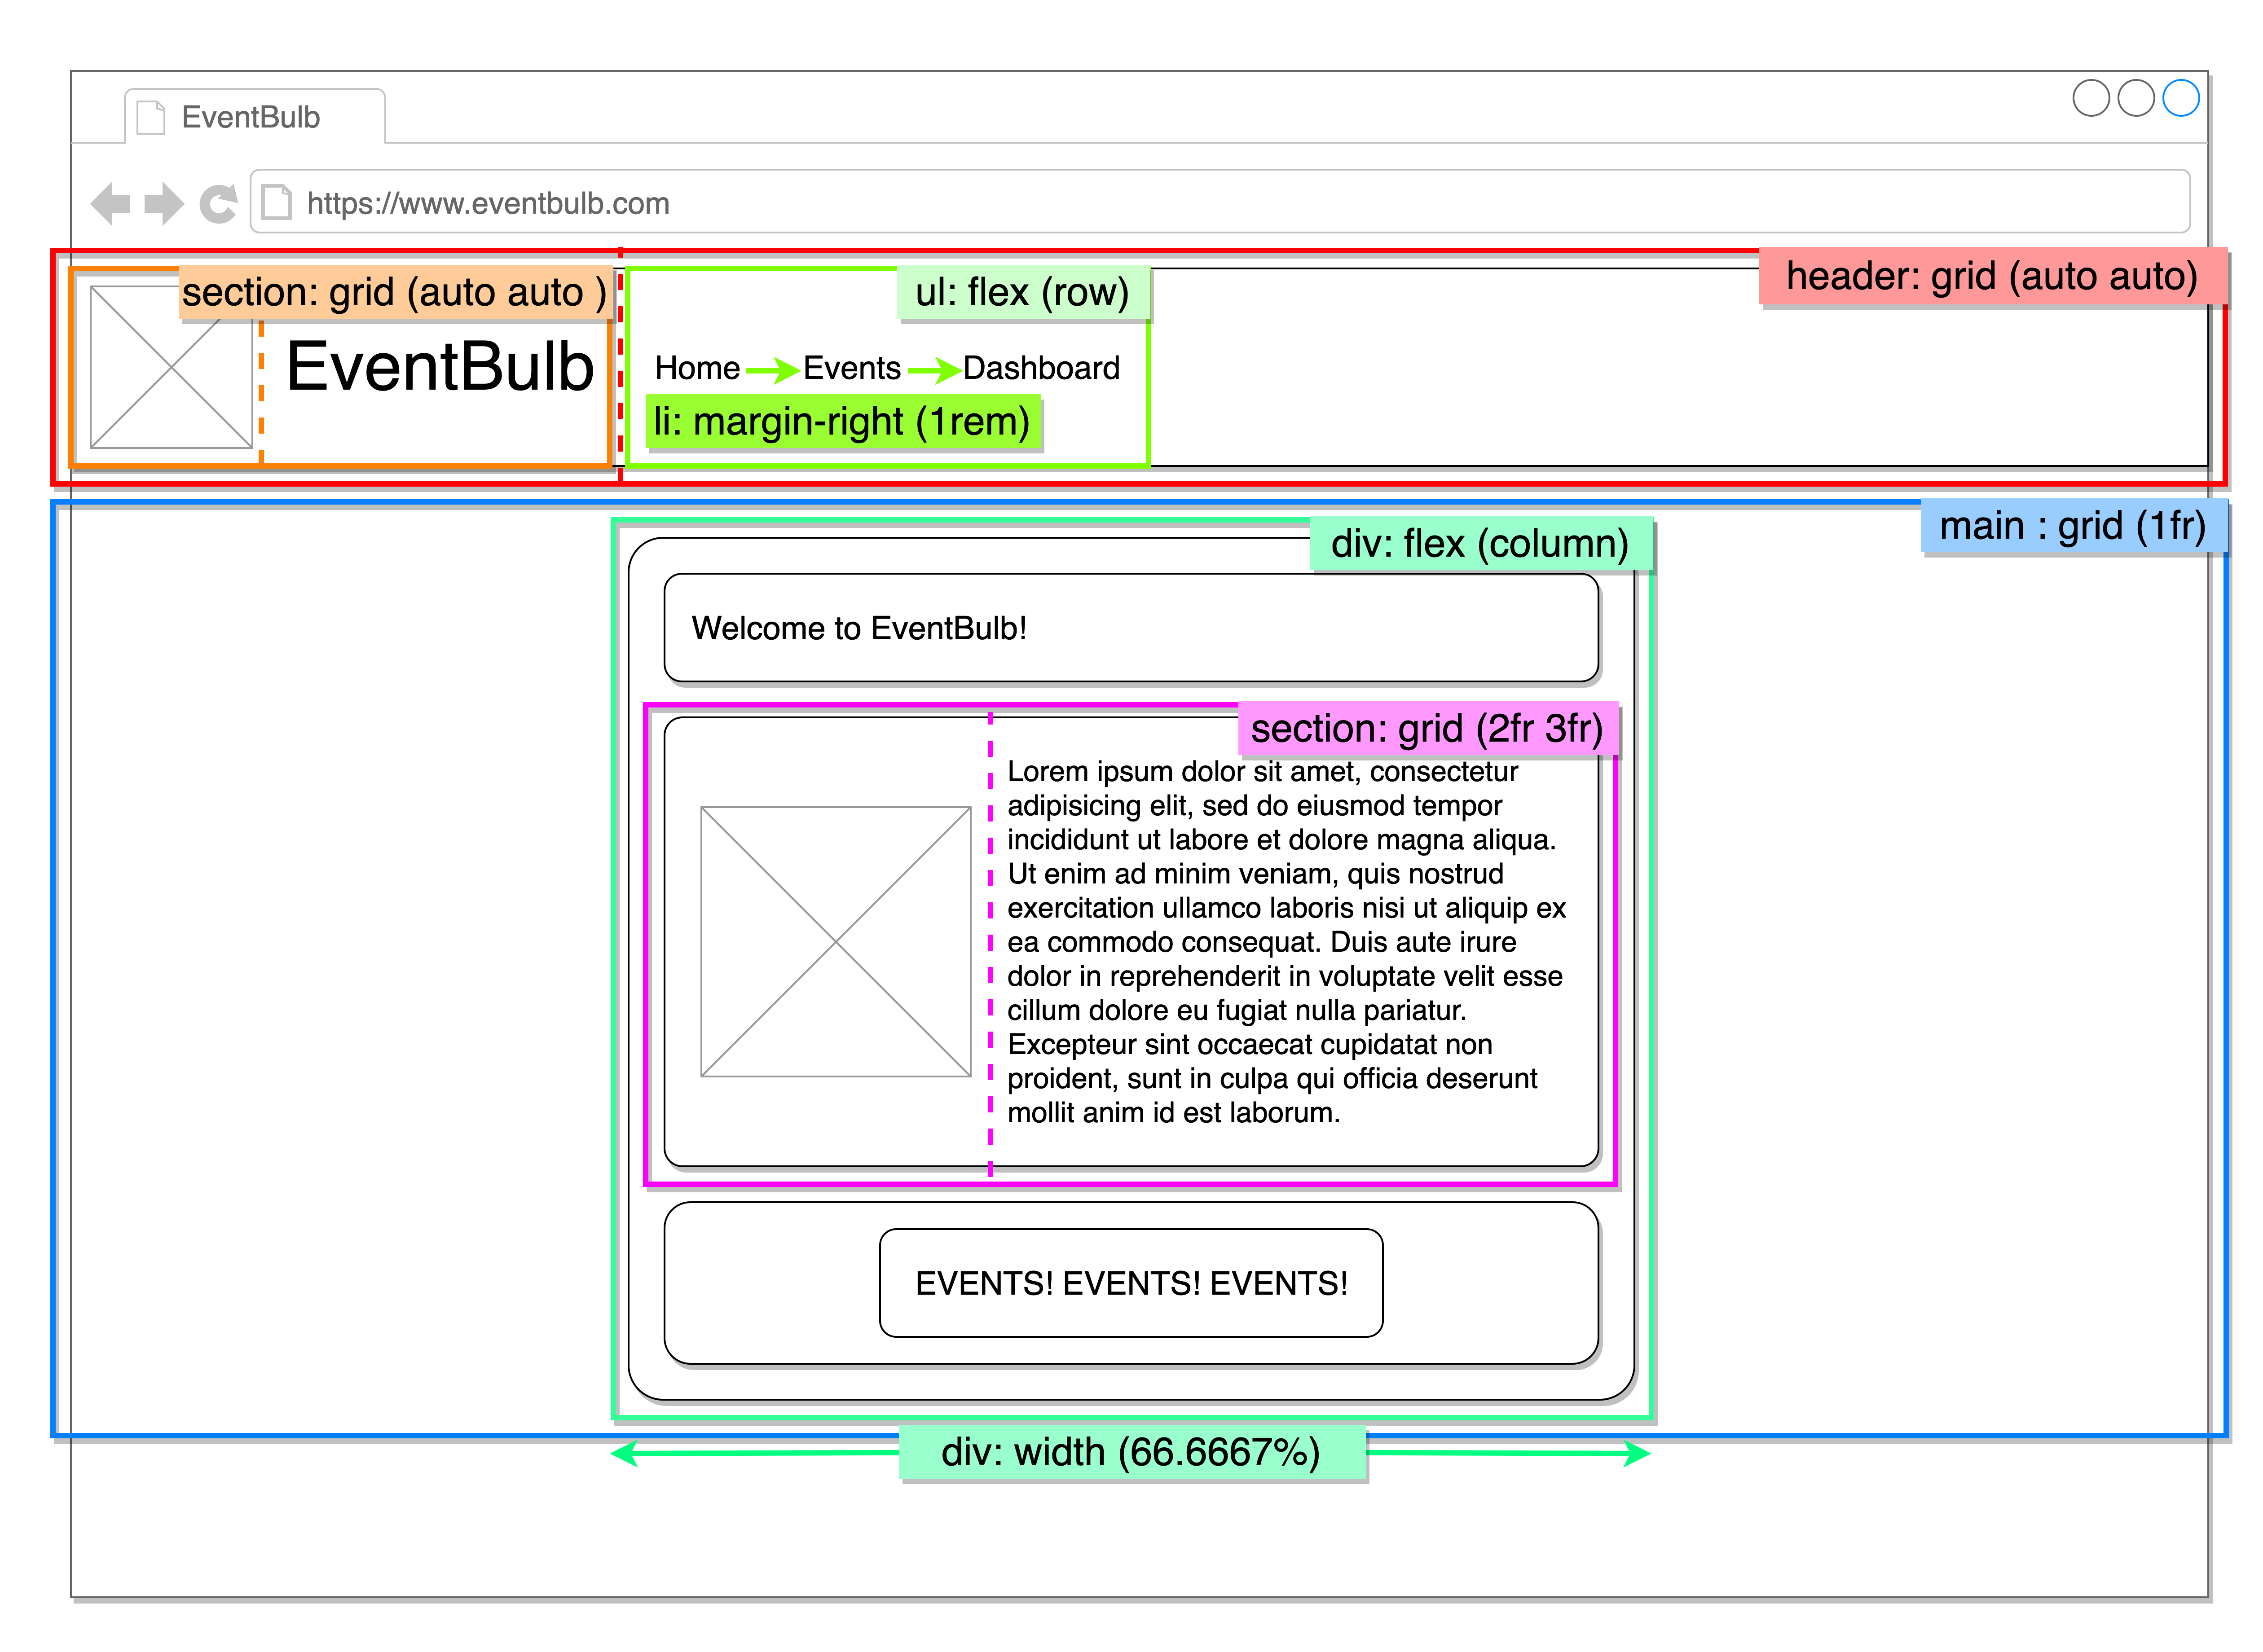 EventBulb
https://www.eventbulb.com
header: grid (auto auto)
section: grid (auto auto )
ul: flex (row)
EventBulb
Home Events Dashboard
li: margin-right (1rem)
main : grid (1fr)
div: flex (column)
Welcome to EventBulb!
section: grid (2fr 3fr)
Lorem ipsum dolor sit amet, consectetur
adipisicing elit, sed do eiusmod tempor
incididunt ut labore et dolore magna aliqua.
Ut enim ad minim veniam, quis nostrud
exercitation ullamco laboris nisi ut aliquip ex
ea commodo consequat. Duis aute irure
dolor in reprehenderit in voluptate velit esse
cillum dolore eu fugiat nulla pariatur.
Excepteur sint occaecat cupidatat non
proident, sunt in culpa qui officia deserunt
mollit anim id est laborum.
EVENTS! EVENTS! EVENTS!
div: width (66.6667%)